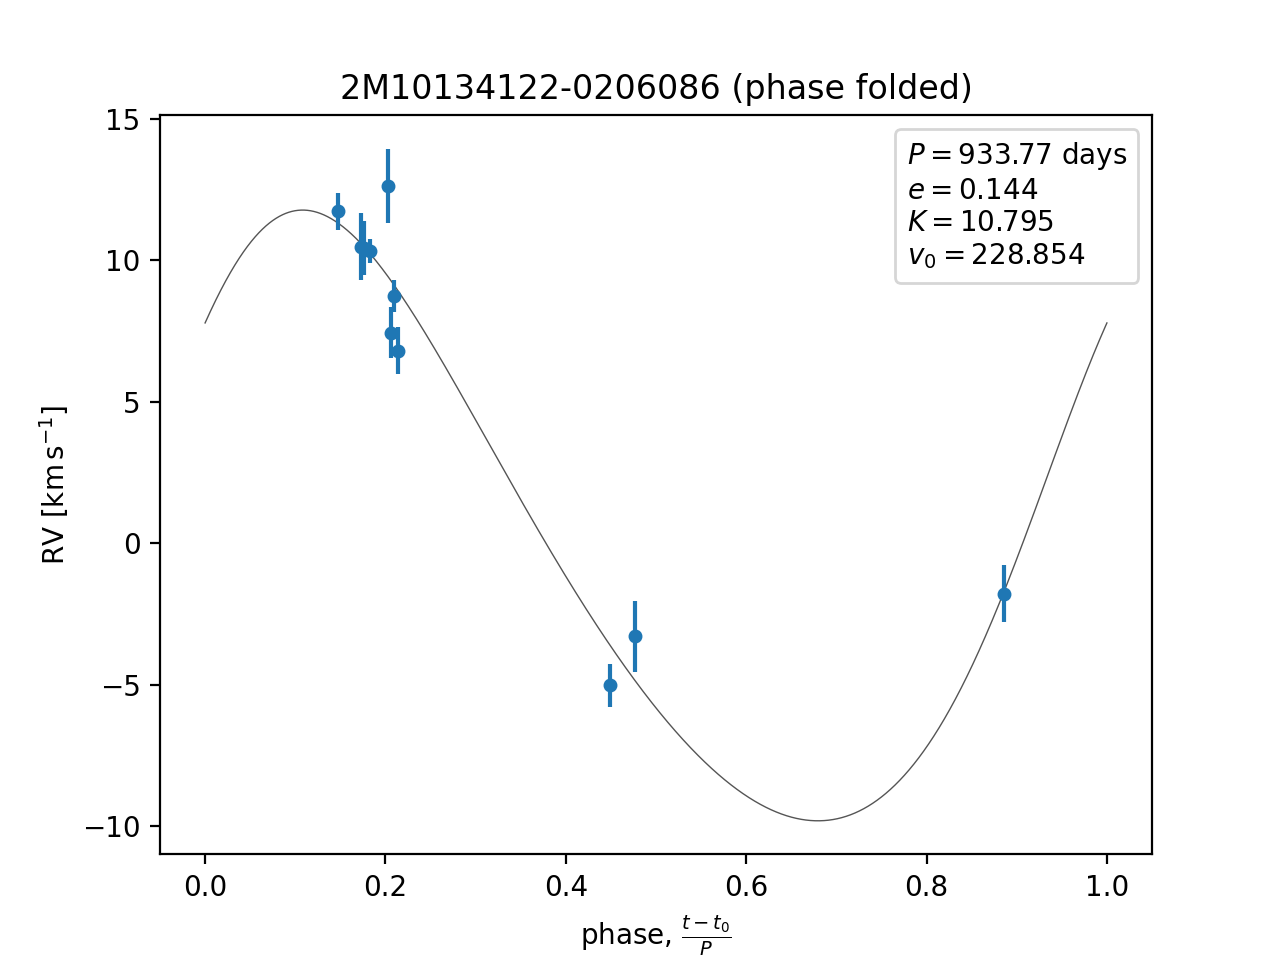 2M10134122-0206086 (phase folded)
P = 933.77 days
e = 0.144
K = 10.795
v₀ = 228.854
RV [km s⁻¹]
15
10
5
0
−5
−10
0.0 0.2 0.4 0.6 0.8 1.0
phase, (t − t₀)/P